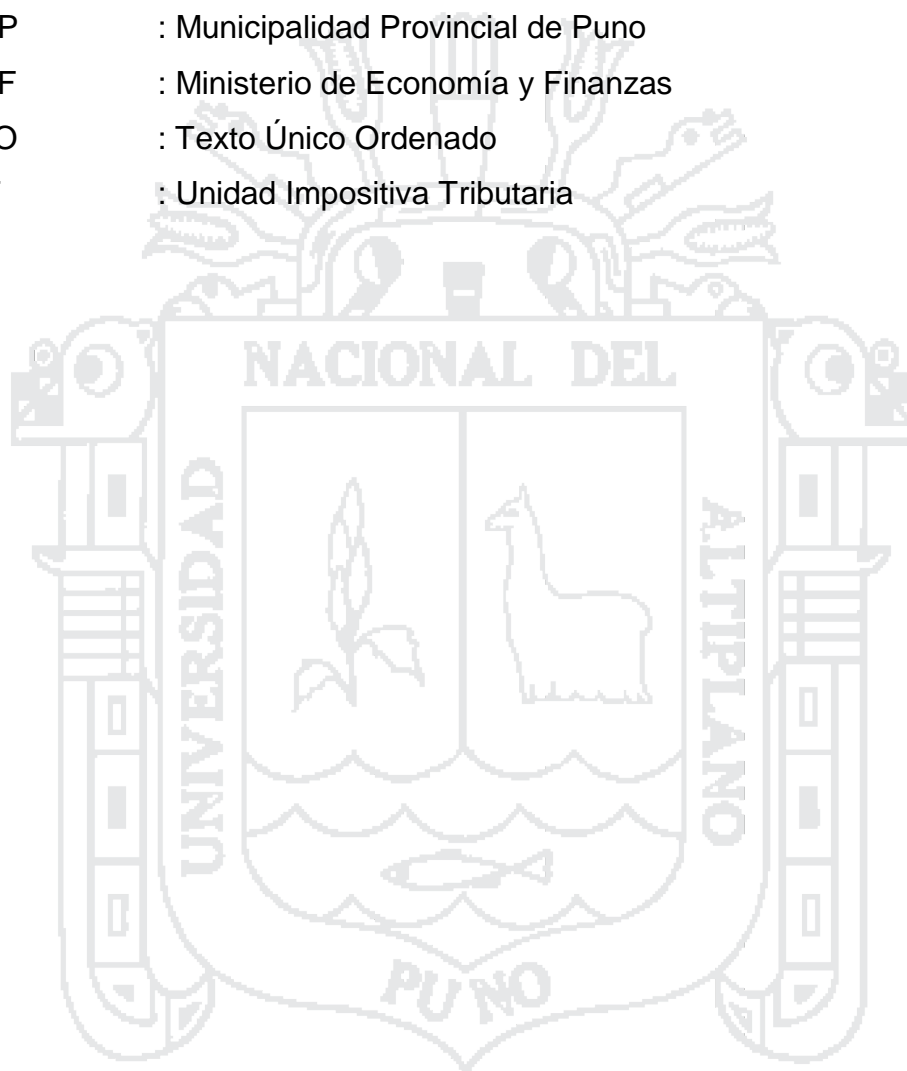 P : Municipalidad Provincial de Puno
F : Ministerio de Economía y Finanzas
O : Texto Único Ordenado
: Unidad Impositiva Tributaria
NACIONAL DEL
UNIVERSIDAD
ALTIPLANO
PUNO